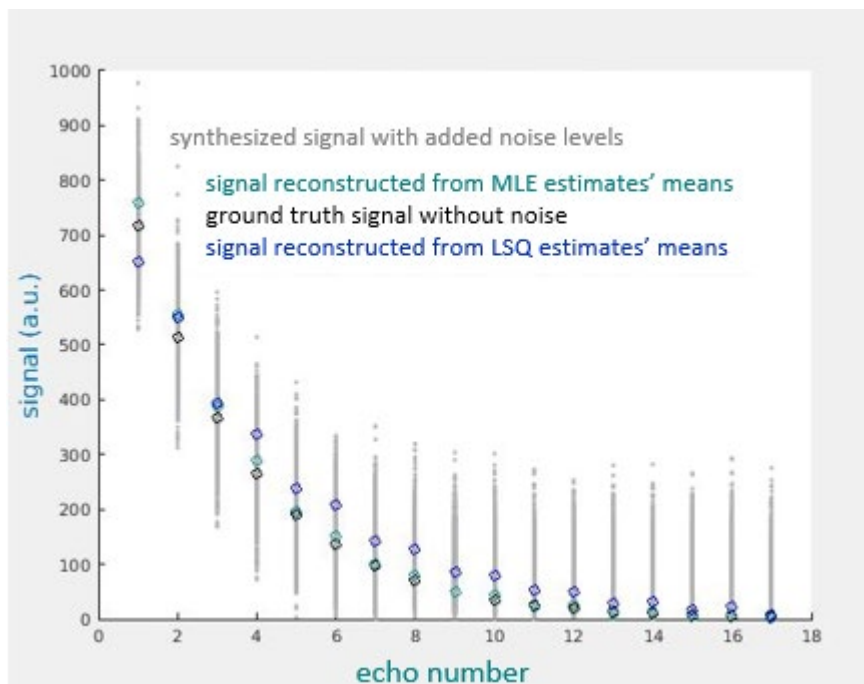 1000
900
800
700
600
500
400
300
200
100
0
synthesized signal with added noise levels
signal reconstructed from MLE estimates' means
ground truth signal without noise
signal reconstructed from LSQ estimates' means
signal (a.u.)
0 2 4 6 8 10 12 14 16 18
echo number